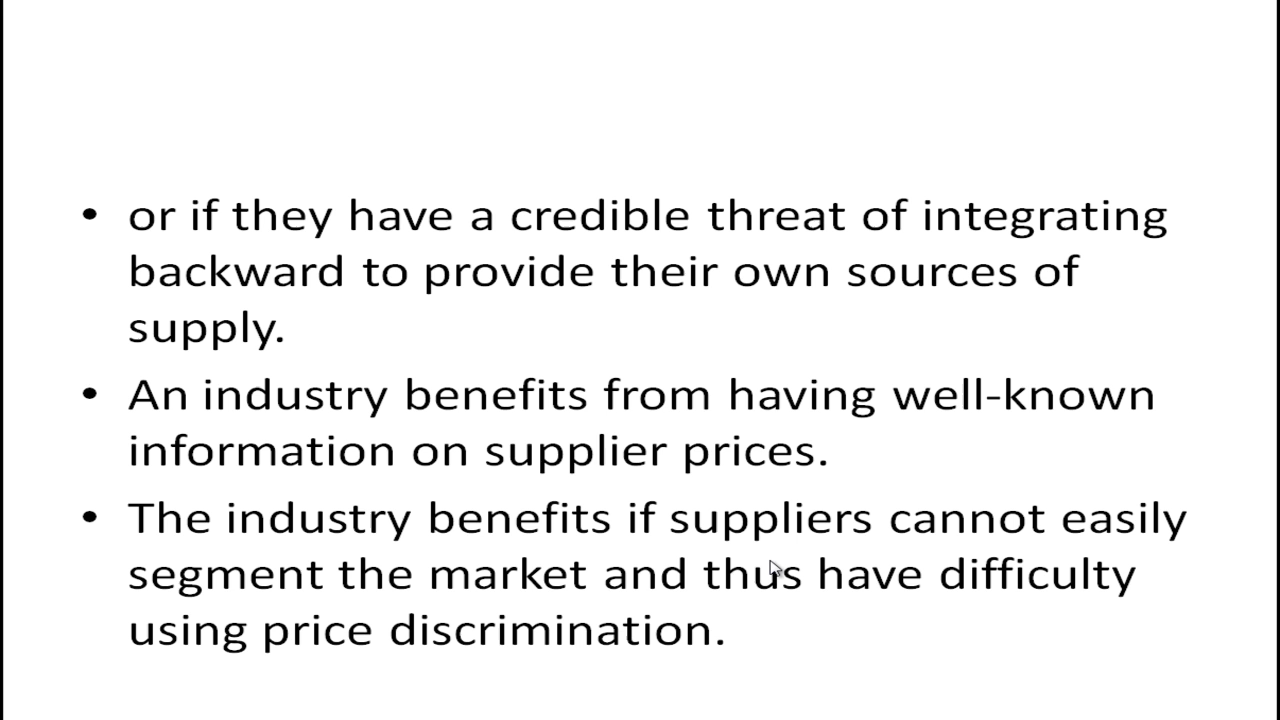 • or if they have a credible threat of integrating
backward to provide their own sources of
supply.
• An industry benefits from having well-known
information on supplier prices.
• The industry benefits if suppliers cannot easily
segment the market and thus have difficulty
using price discrimination.